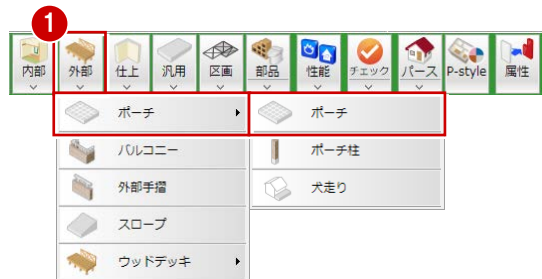 1
内部 外部 仕上 汎用 区画 部品 性能 チェック パース P-style 属性
ポーチ ポーチ
バルコニー ポーチ柱
外部手摺 犬走り
スロープ
ウッドデッキ